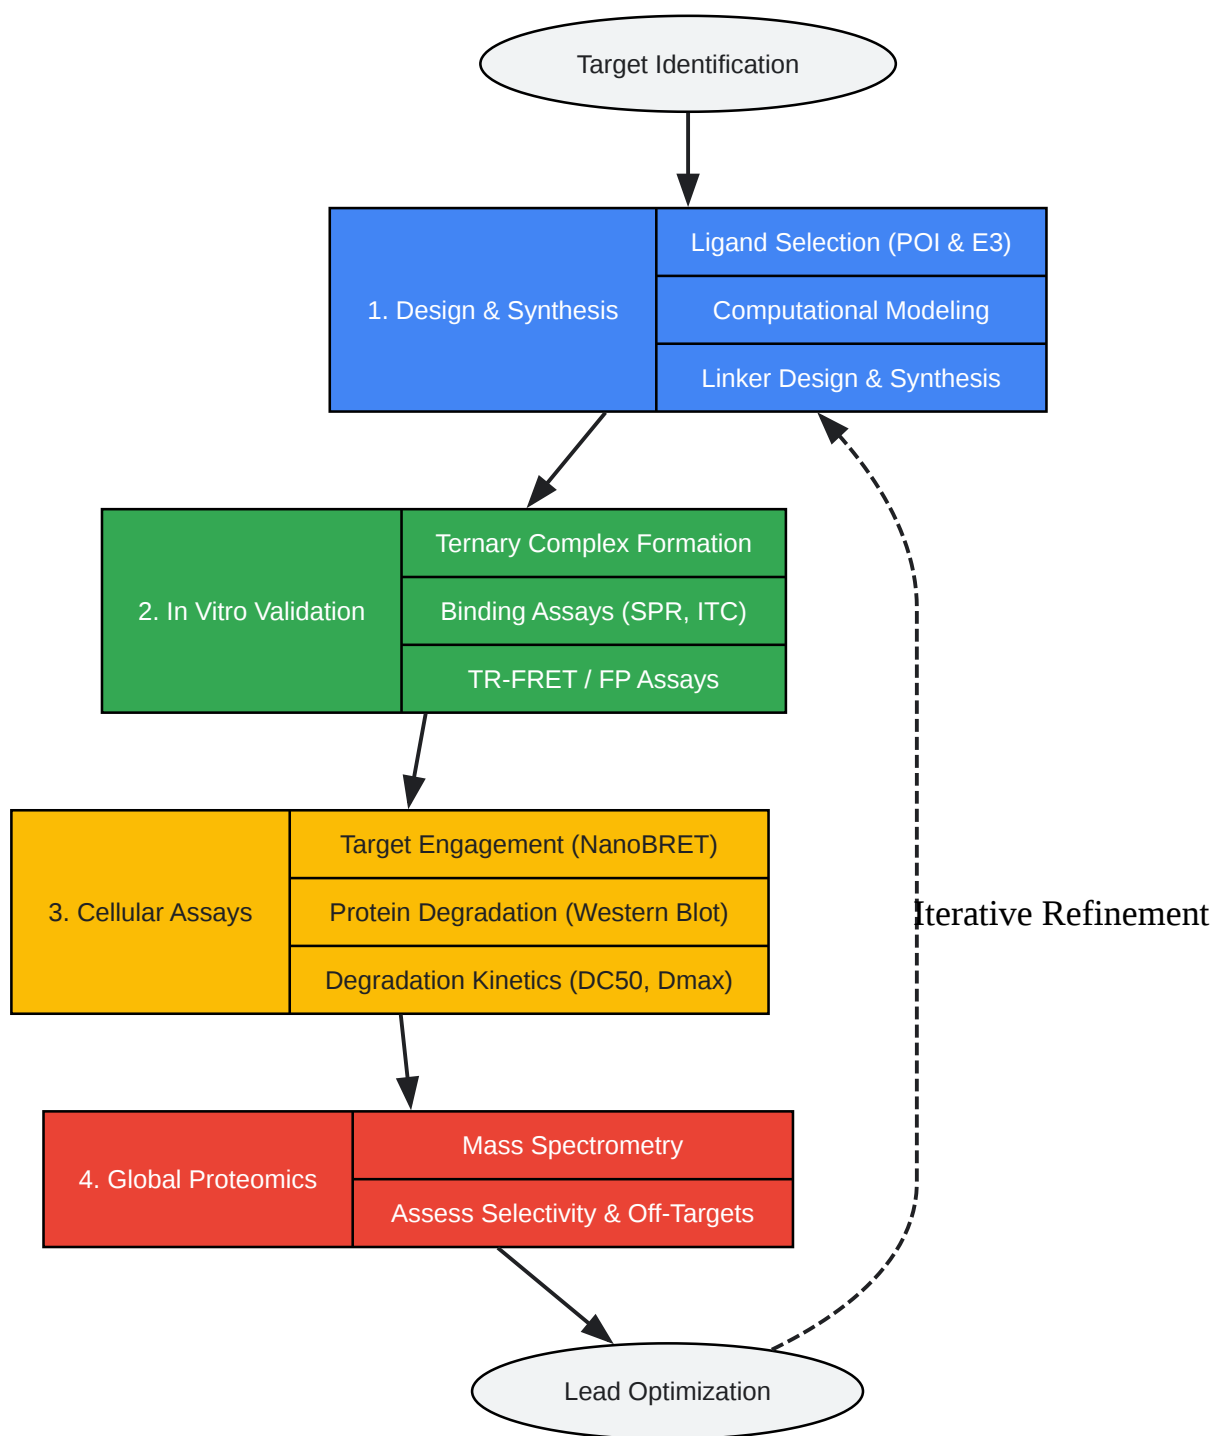 Target Identification
1. Design & Synthesis
Ligand Selection (POI & E3)
Computational Modeling
Linker Design & Synthesis
2. In Vitro Validation
Ternary Complex Formation
Binding Assays (SPR, ITC)
TR-FRET / FP Assays
3. Cellular Assays
Target Engagement (NanoBRET)
Protein Degradation (Western Blot)
Degradation Kinetics (DC50, Dmax)
Iterative Refinement
4. Global Proteomics
Mass Spectrometry
Assess Selectivity & Off-Targets
Lead Optimization